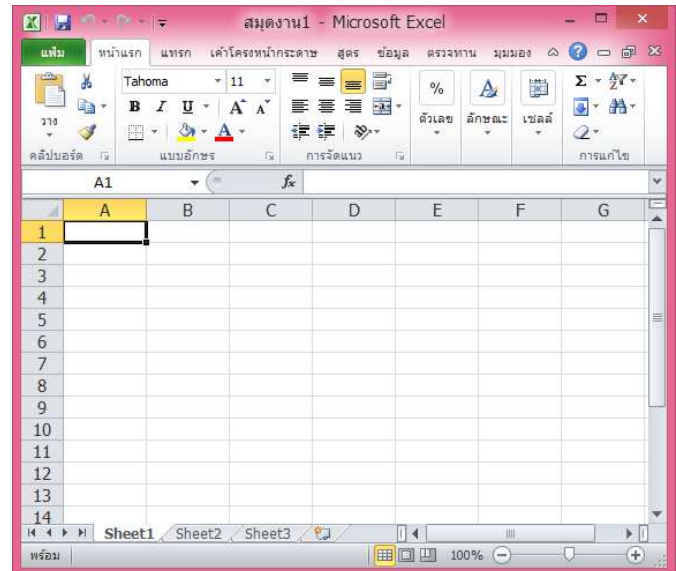 สมุดงาน1 - Microsoft Excel
แฟ้ม หน้าแรก แทรก เค้าโครงหน้ากระดาษ สูตร ข้อมูล ตรวจทาน มุมมอง
Tahoma 11
B I U A A
วาง A % ตัวเลข A ลักษณะ เซลล์ Σ
คลิปบอร์ด แบบอักษร การจัดแนว การแก้ไข
A1 fx
A B C D E F G
1
2
3
4
5
6
7
8
9
10
11
12
13
14
Sheet1 Sheet2 Sheet3
พร้อม 100%